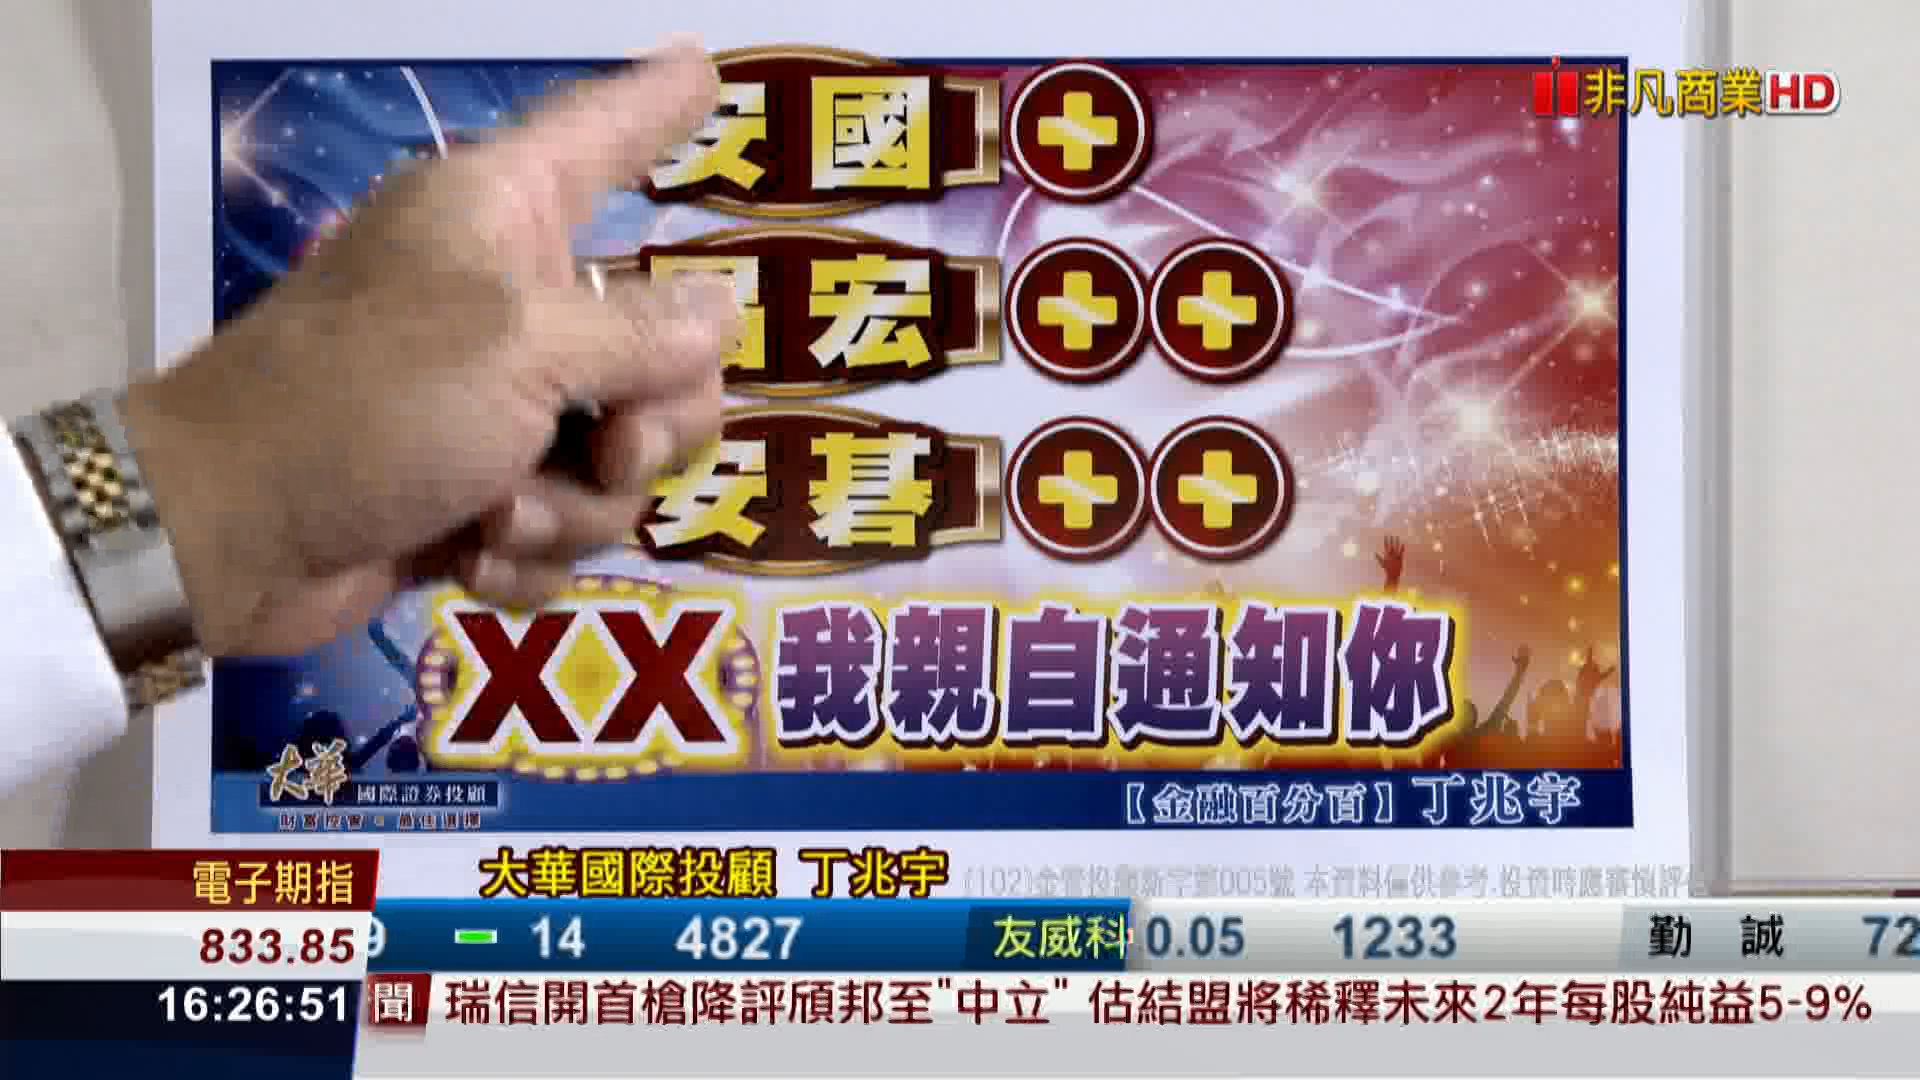 非凡商業HD
安國
宏
安碁
XX 我親自通知你
大華 國際證券投顧
【金融百分百】丁兆宇
電子期指
大華國際投顧 丁兆宇
833.85
9 14 4827 友威科 0.05 1233 勤 誠 72
16:26:51
聞 瑞信開首槍降評頎邦至"中立" 估結盟將稀釋未來2年每股純益5-9%